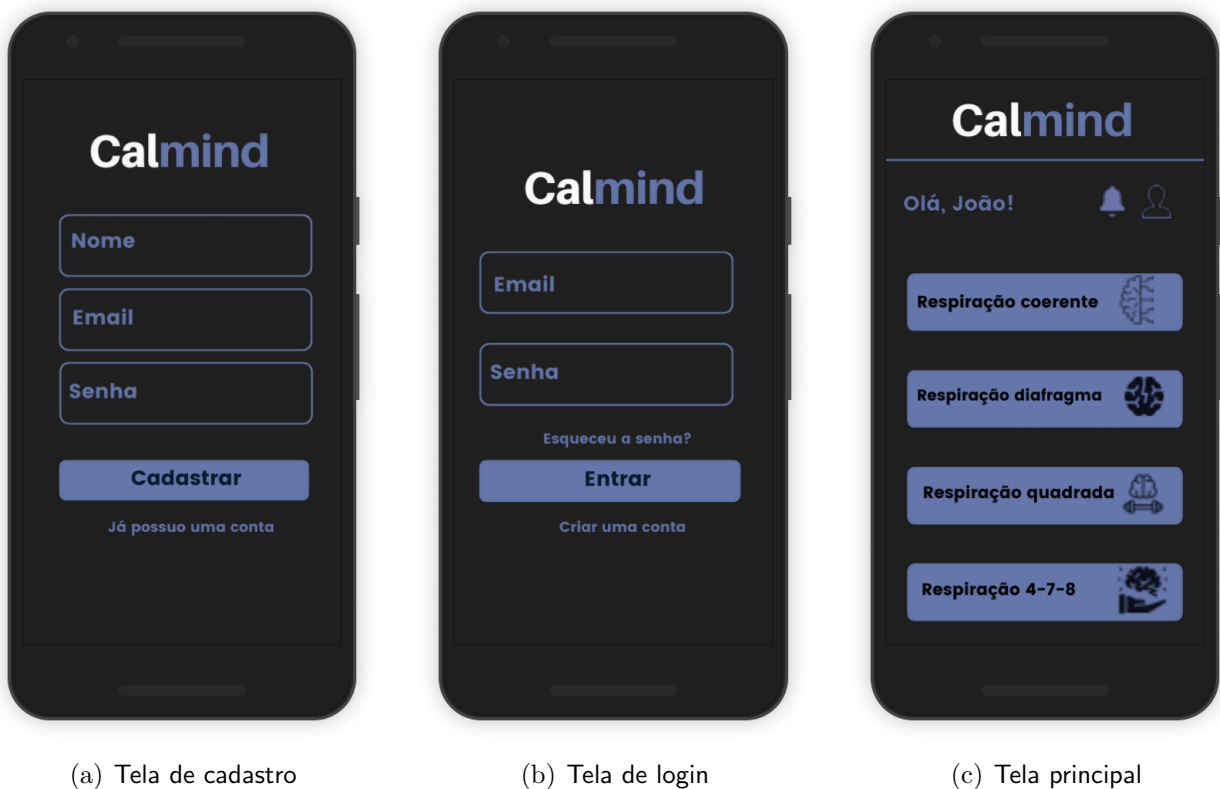 Calmind
Nome
Email
Senha
Cadastrar
Já possuo uma conta
(a) Tela de cadastro
Calmind
Email
Senha
Esqueceu a senha?
Entrar
Criar uma conta
(b) Tela de login
Calmind
Olá, João!
Respiração coerente
Respiração diafragma
Respiração quadrada
Respiração 4-7-8
(c) Tela principal